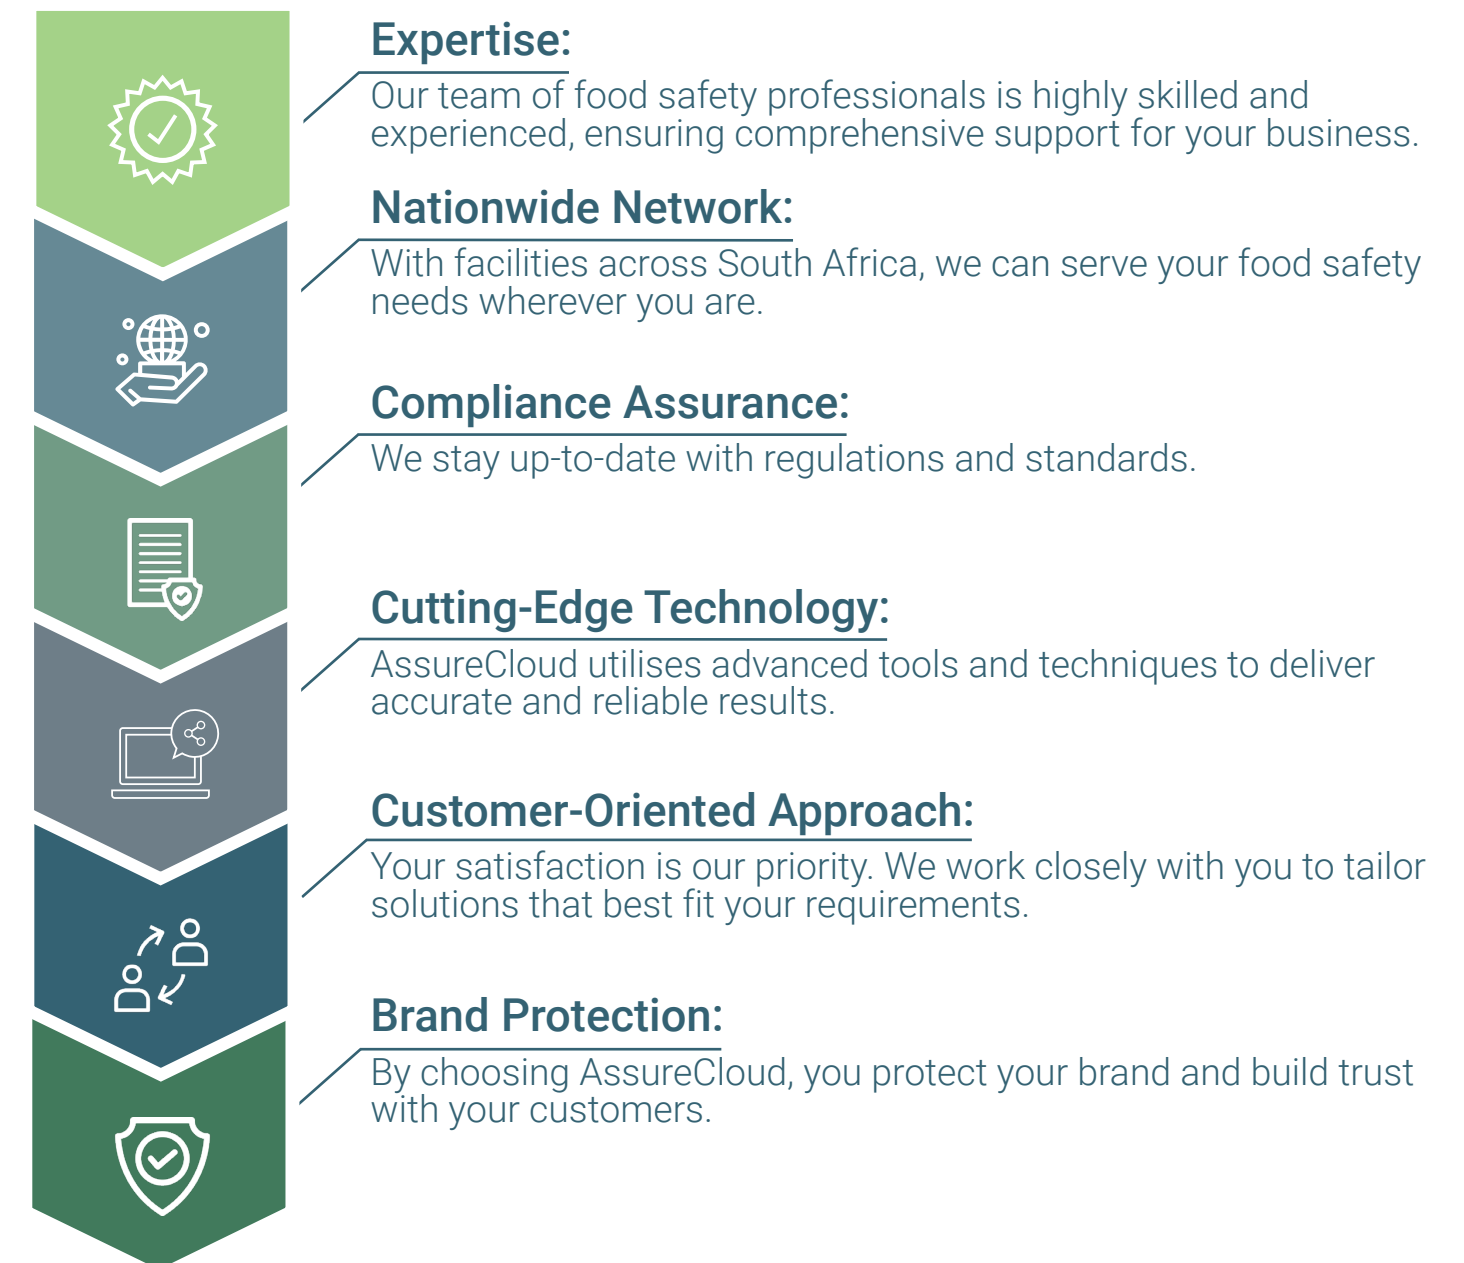 Expertise:
Our team of food safety professionals is highly skilled and
experienced, ensuring comprehensive support for your business.
Nationwide Network:
With facilities across South Africa, we can serve your food safety
needs wherever you are.
Compliance Assurance:
We stay up-to-date with regulations and standards.
Cutting-Edge Technology:
AssureCloud utilises advanced tools and techniques to deliver
accurate and reliable results.
Customer-Oriented Approach:
Your satisfaction is our priority. We work closely with you to tailor
solutions that best fit your requirements.
Brand Protection:
By choosing AssureCloud, you protect your brand and build trust
with your customers.